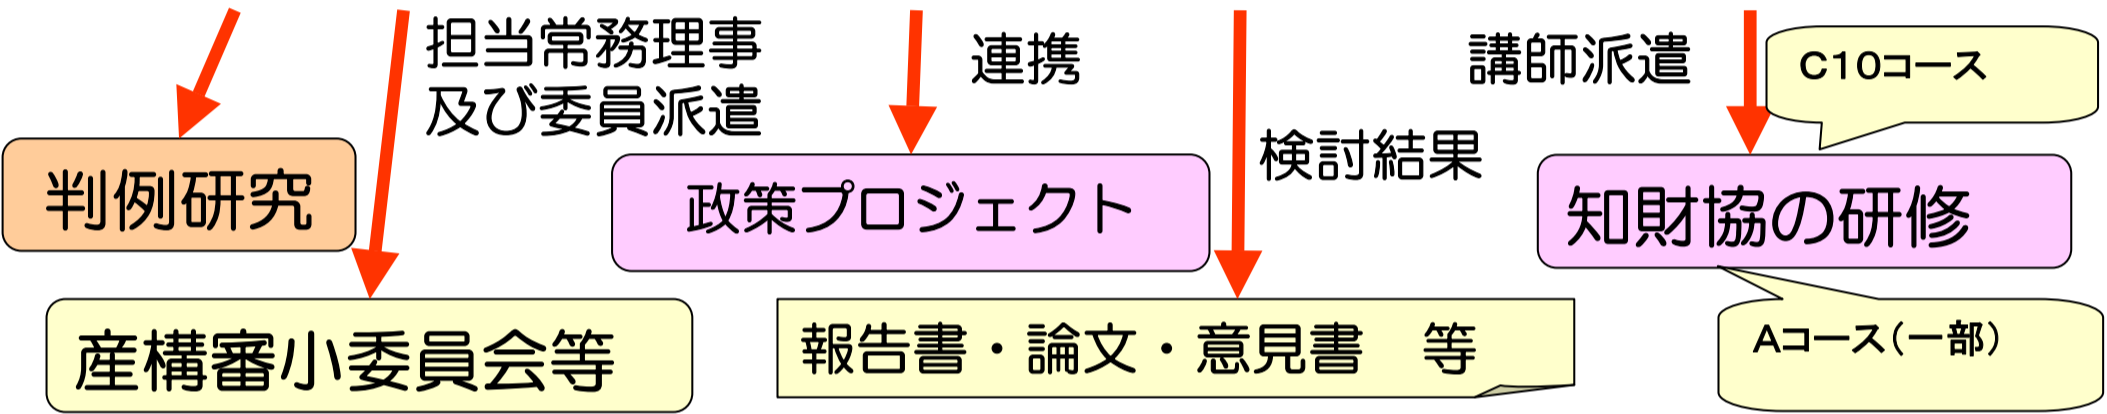 担当常務理事
及び委員派遣
連携
講師派遣
C10コース
検討結果
判例研究
政策プロジェクト
知財協の研修
産構審小委員会等
報告書・論文・意見書　等
Aコース(一部)